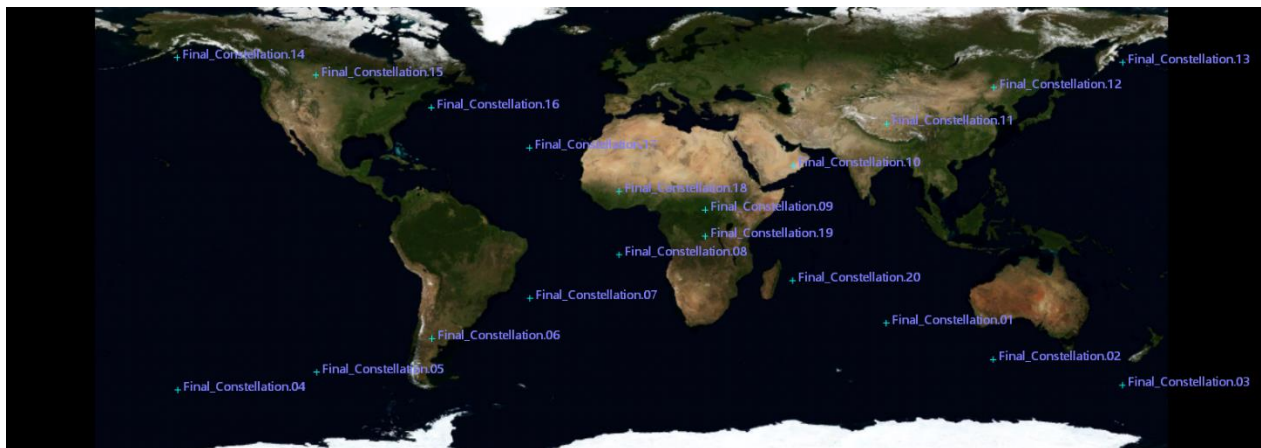 Final_Constellation.14
Final_Constellation.13
Final_Constellation.15
Final_Constellation.12
Final_Constellation.16
Final_Constellation.11
Final_Constellation.17
Final_Constellation.10
Final_Constellation.18
Final_Constellation.09
Final_Constellation.19
Final_Constellation.08
Final_Constellation.20
Final_Constellation.07
Final_Constellation.01
Final_Constellation.06
Final_Constellation.02
Final_Constellation.05
Final_Constellation.03
Final_Constellation.04